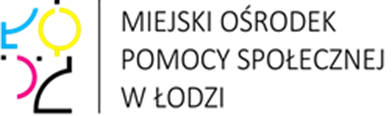 MIEJSKI OŚRODEK
POMOCY SPOŁECZNEJ
W ŁODZI